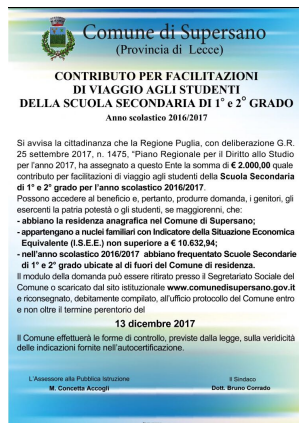 Comune di Supersano
(Provincia di Lecce)
CONTRIBUTO PER FACILITAZIONI
DI VIAGGIO AGLI STUDENTI
DELLA SCUOLA SECONDARIA DI 1° e 2° GRADO
Anno scolastico 2016/2017
Si avvisa la cittadinanza che la Regione Puglia, con deliberazione G.R.
25 settembre 2017, n. 1475, “Piano Regionale per il Diritto allo Studio
per l'anno 2017, ha assegnato a questo Ente la somma di € 2.000,00 quale
contributo per facilitazioni di viaggio agli studenti della Scuola Secondaria
di 1° e 2° grado per l'anno scolastico 2016/2017.
Possono accedere al beneficio e, pertanto, produrre domanda, i genitori, gli
esercenti la patria potestà o gli studenti, se maggiorenni, che:
- abbiano la residenza anagrafica nel Comune di Supersano;
- appartengano a nuclei familiari con Indicatore della Situazione Economica
Equivalente (I.S.E.E.) non superiore a € 10.632,94;
- nell'anno scolastico 2016/2017 abbiano frequentato Scuole Secondarie
di 1° e 2° grado ubicate al di fuori del Comune di residenza.
Il modulo della domanda può essere ritirato presso il Segretariato Sociale del
Comune o scaricato dal sito istituzionale www.comunedisupersano.gov.it
e riconsegnato, debitamente compilato, all'ufficio protocollo del Comune entro
e non oltre il termine perentorio del
13 dicembre 2017
Il Comune effettuerà le forme di controllo, previste dalla legge, sulla veridicità
delle indicazioni fornite nell'autocertificazione.
L'Assessore alla Pubblica Istruzione
M. Concetta Accogli
Il Sindaco
Dott. Bruno Corrado